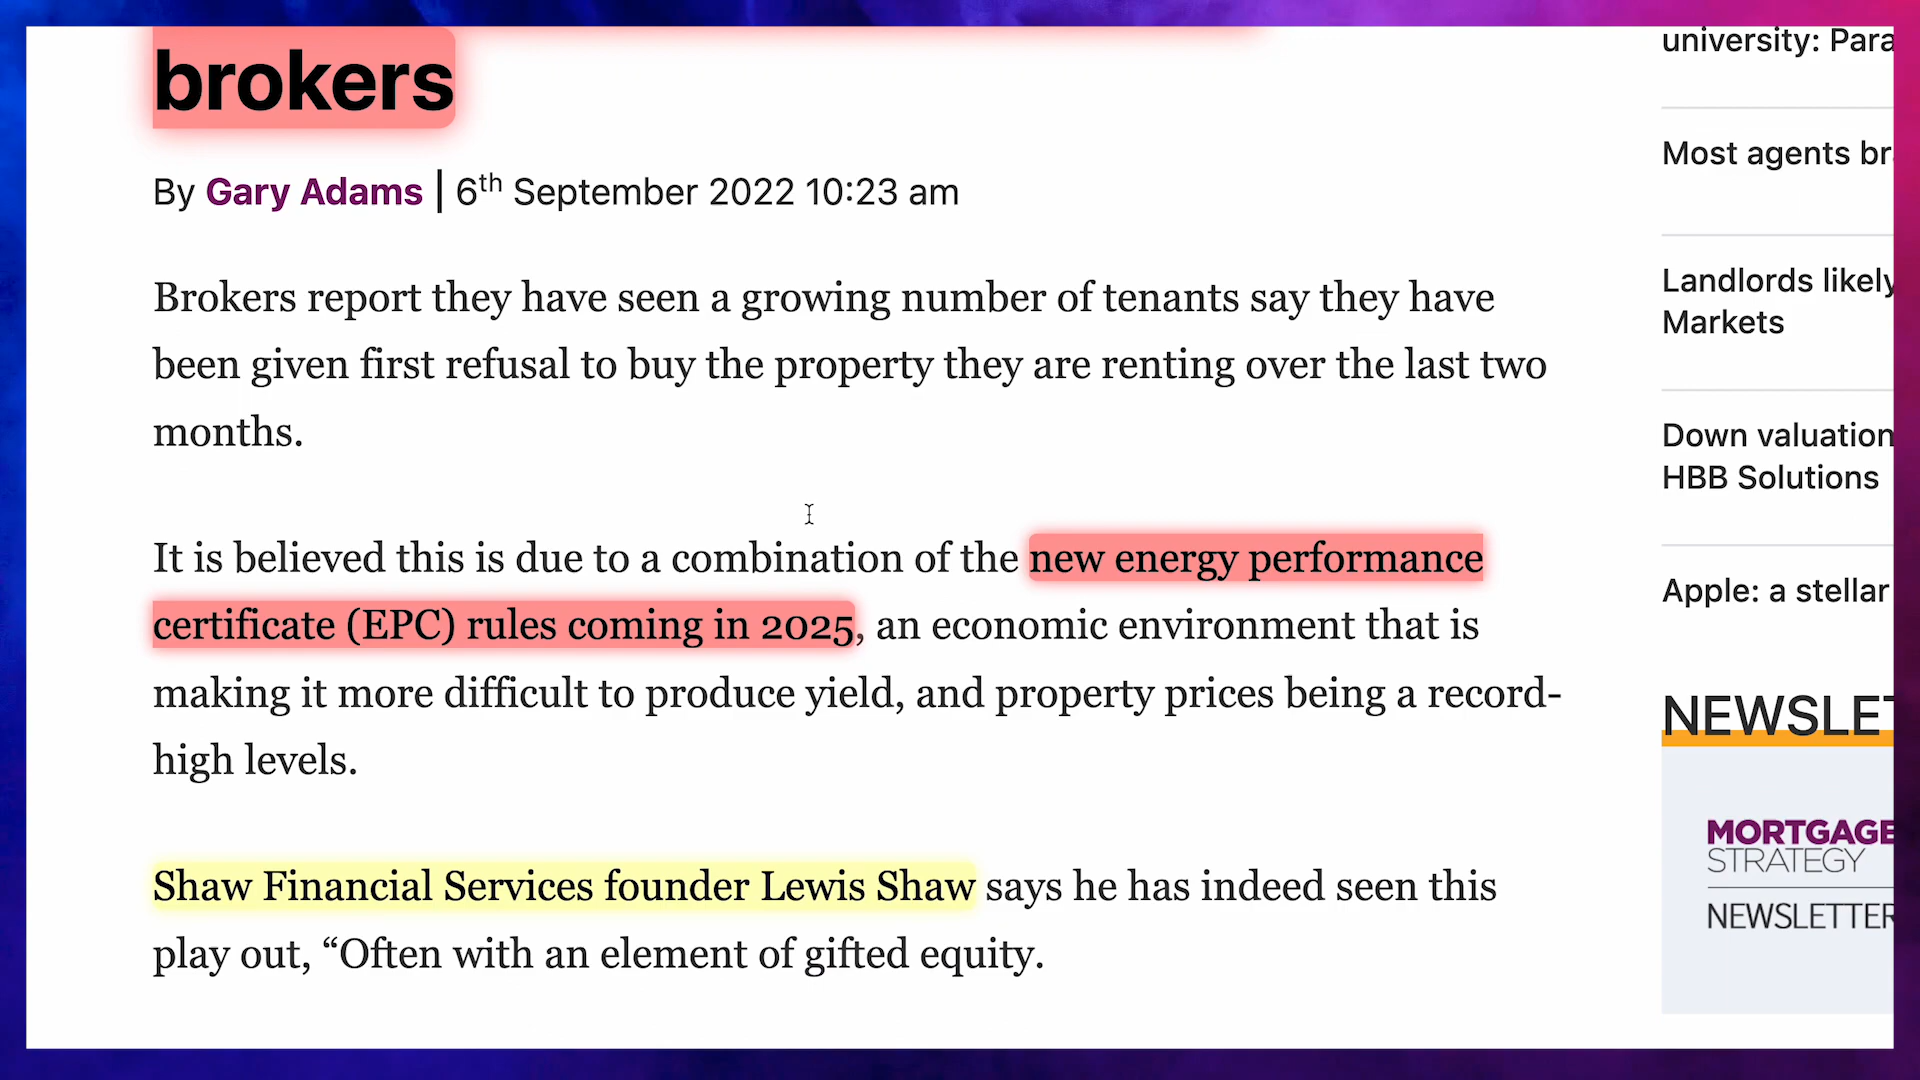 brokers
By Gary Adams | 6th September 2022 10:23 am
Brokers report they have seen a growing number of tenants say they have
been given first refusal to buy the property they are renting over the last two
months.
It is believed this is due to a combination of the new energy performance
certificate (EPC) rules coming in 2025, an economic environment that is
making it more difficult to produce yield, and property prices being a record-
high levels.
Shaw Financial Services founder Lewis Shaw says he has indeed seen this
play out, “Often with an element of gifted equity.
university: Para
Most agents br
Landlords likely
Markets
Down valuation
HBB Solutions
Apple: a stellar
NEWSLET
MORTGAGE
STRATEGY
NEWSLETTER